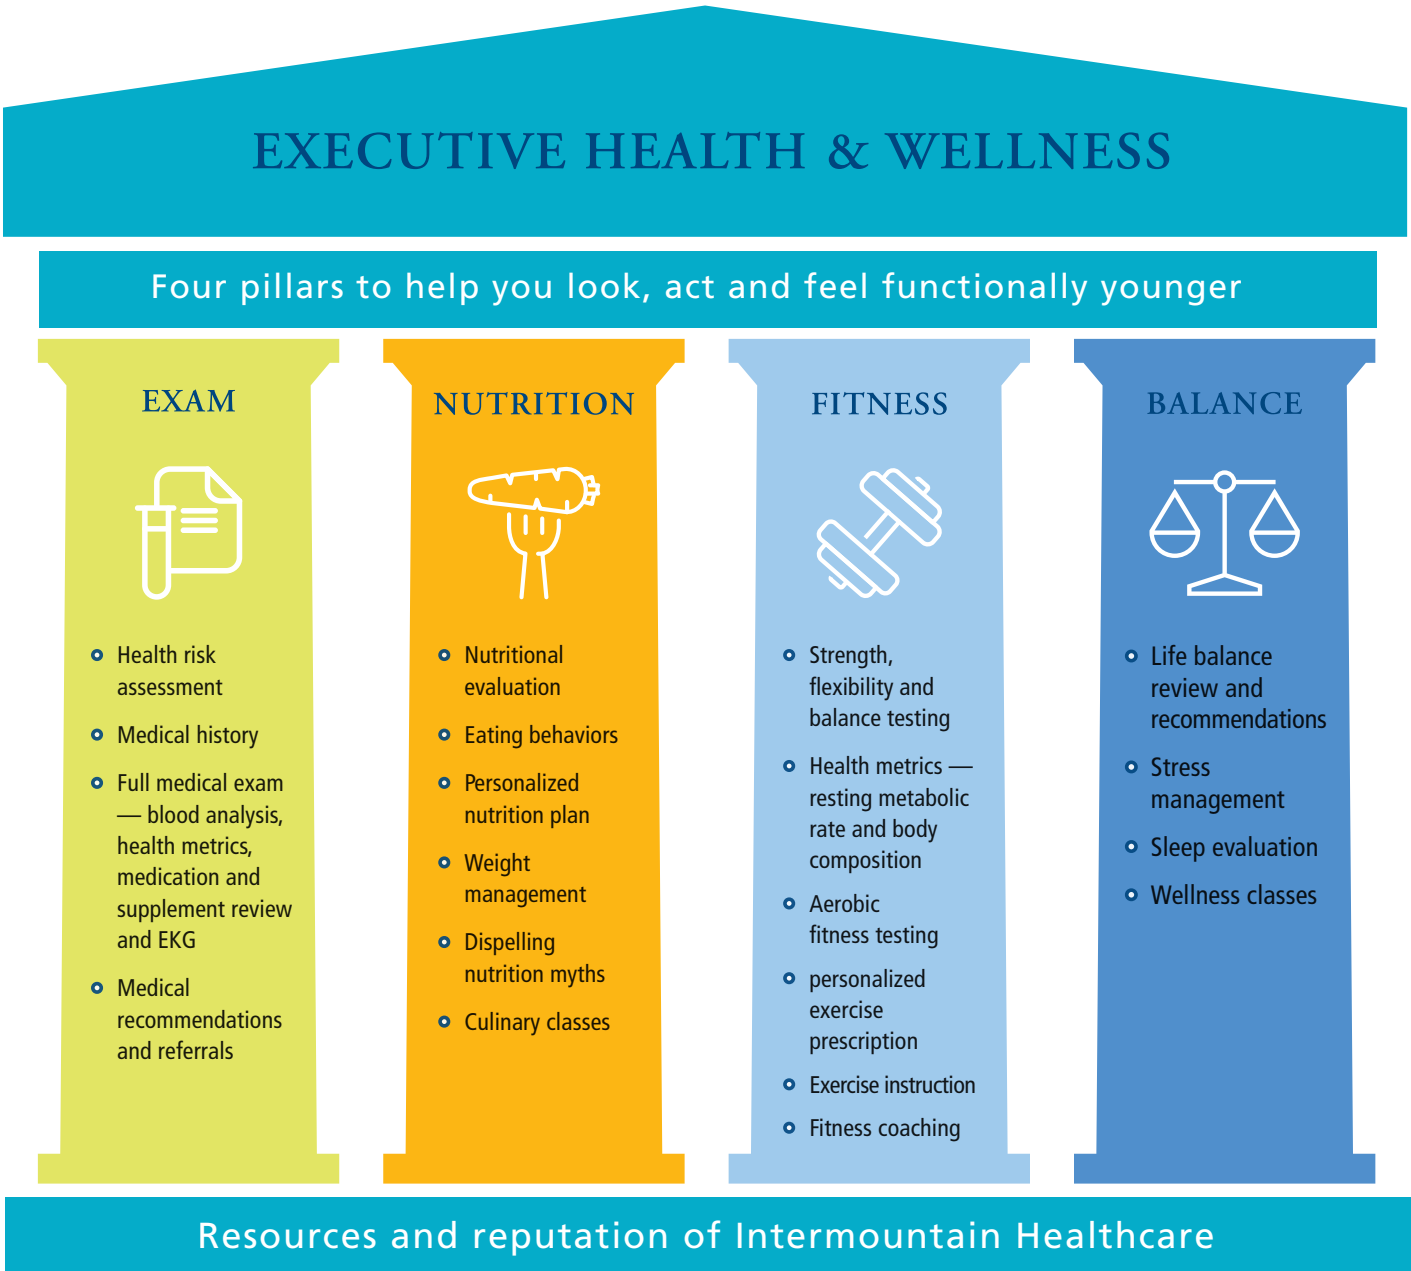 EXECUTIVE HEALTH & WELLNESS
Four pillars to help you look, act and feel functionally younger
EXAM
Health risk
assessment
Medical history
Full medical exam
— blood analysis,
health metrics,
medication and
supplement review
and EKG
Medical
recommendations
and referrals
NUTRITION
Nutritional
evaluation
Eating behaviors
Personalized
nutrition plan
Weight
management
Dispelling
nutrition myths
Culinary classes
FITNESS
Strength,
flexibility and
balance testing
Health metrics —
resting metabolic
rate and body
composition
Aerobic
fitness testing
personalized
exercise
prescription
Exercise instruction
Fitness coaching
BALANCE
Life balance
review and
recommendations
Stress
management
Sleep evaluation
Wellness classes
Resources and reputation of Intermountain Healthcare